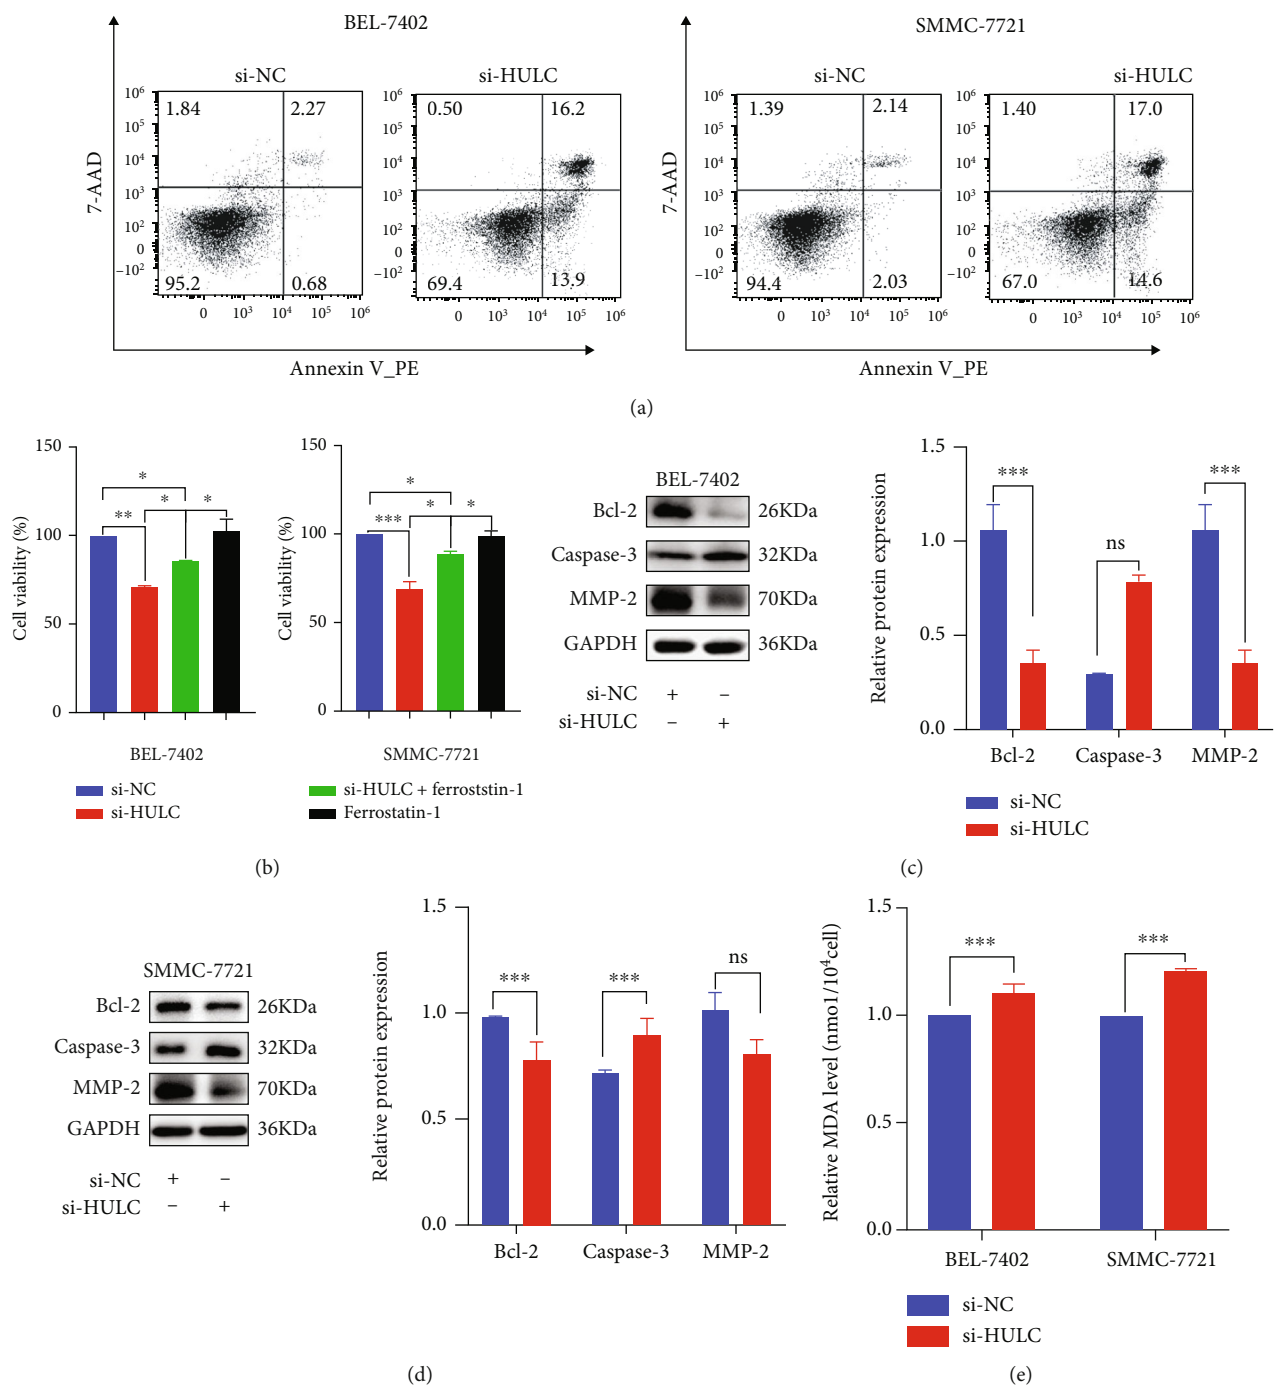 BEL-7402
SMMC-7721
si-NC
si-HULC
si-NC
si-HULC
7-AAD
10⁶
10⁵
10⁴
10³
10²
0
−10²
1.84
2.27
95.2
0.68
0 10³ 10⁴ 10⁵ 10⁶
10⁶
10⁵
10⁴
10³
10²
0
−10²
0.50
16.2
69.4
13.9
0 10³ 10⁴ 10⁵ 10⁶
Annexin V_PE
7-AAD
10⁶
10⁵
10⁴
10³
10²
0
−10²
1.39
2.14
94.4
2.03
0 10³ 10⁴ 10⁵ 10⁶
10⁶
10⁵
10⁴
10³
10²
0
−10²
1.40
17.0
67.0
14.6
0 10³ 10⁴ 10⁵ 10⁶
Annexin V_PE
(a)
Cell viability (%)
150
100
50
0
*
** * *
BEL-7402
Cell viability (%)
150
100
50
0
*
*** * *
SMMC-7721
si-NC
si-HULC
si-HULC + ferroststin-1
Ferrostatin-1
(b)
BEL-7402
Bcl-2 26KDa
Caspase-3 32KDa
MMP-2 70KDa
GAPDH 36KDa
si-NC + −
si-HULC − +
Relative protein expression
1.5
1.0
0.5
0.0
*** ns ***
Bcl-2 Caspase-3 MMP-2
si-NC
si-HULC
(c)
SMMC-7721
Bcl-2 26KDa
Caspase-3 32KDa
MMP-2 70KDa
GAPDH 36KDa
si-NC + −
si-HULC − +
Relative protein expression
1.5
1.0
0.5
0.0
*** *** ns
Bcl-2 Caspase-3 MMP-2
(d)
Relative MDA level (nmo1/10⁴cell)
1.5
1.0
0.5
0.0
*** ***
BEL-7402 SMMC-7721
si-NC
si-HULC
(e)